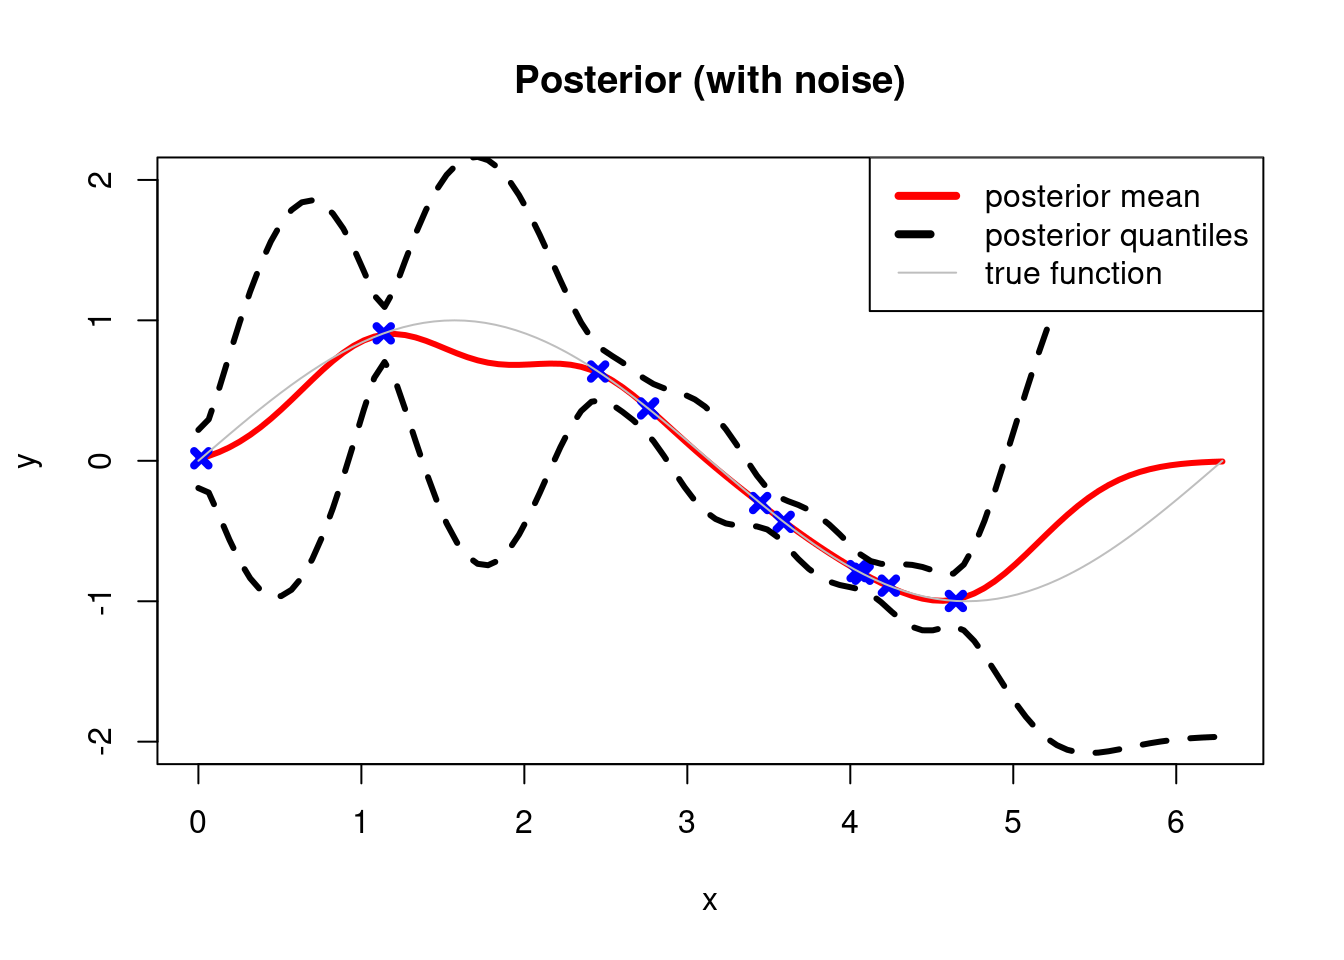 Posterior (with noise)
posterior mean
posterior quantiles
true function
y
2
1
0
-1
-2
0 1 2 3 4 5 6
x